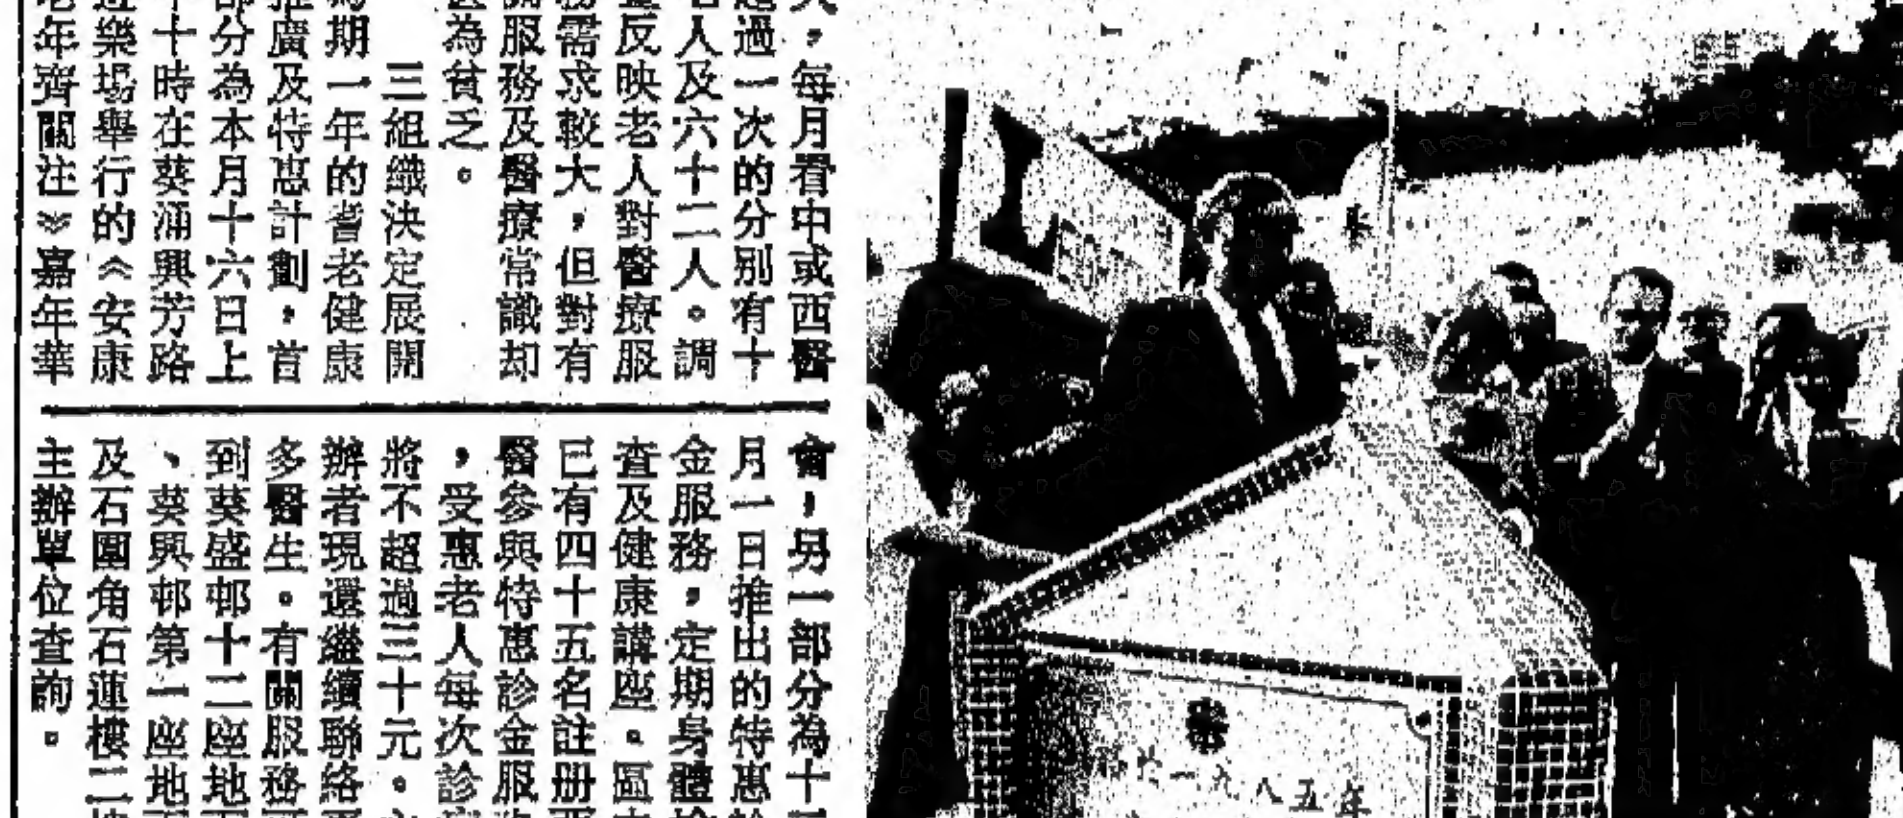 ,每月看中或西醫
過一次的分別有十
人及六十二人。調
反映老人對醫療服
務需求較大,但對有
關服務及醫療常識却
為貧乏。
三組織決定展開
期一年的耆老健康
推廣及特惠計劃,首
部分為本月十六日上
十時在葵涌興芳路
遊樂場舉行的《安康
老年齊關注》嘉年華
會,另一部分為十
月一日推出的特惠
金服務,定期身體
查及健康講座。區
已有四十五名註册
醫參與特惠診金服
,受惠老人每次診
將不超過三十元。
辦者現還繼續聯絡
多醫生。有關服務
到葵盛邨十二座地
、葵興邨第一座地
及石圍角石蓮樓二
主辦單位查詢。
一九八五年